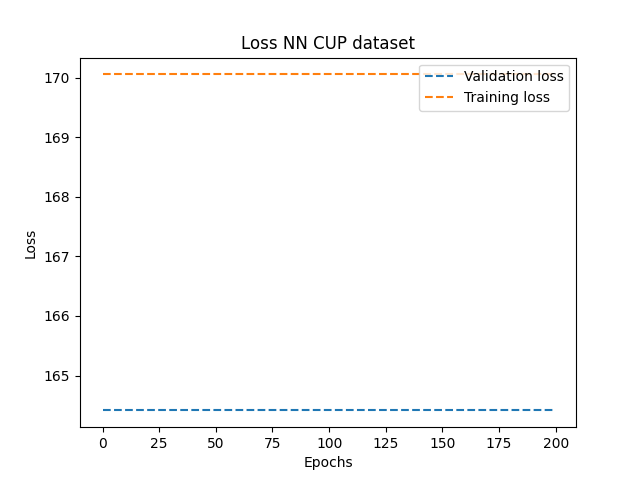 Loss NN CUP dataset
Validation loss
Training loss
170
169
168
167
166
165
Loss
0 25 50 75 100 125 150 175 200
Epochs